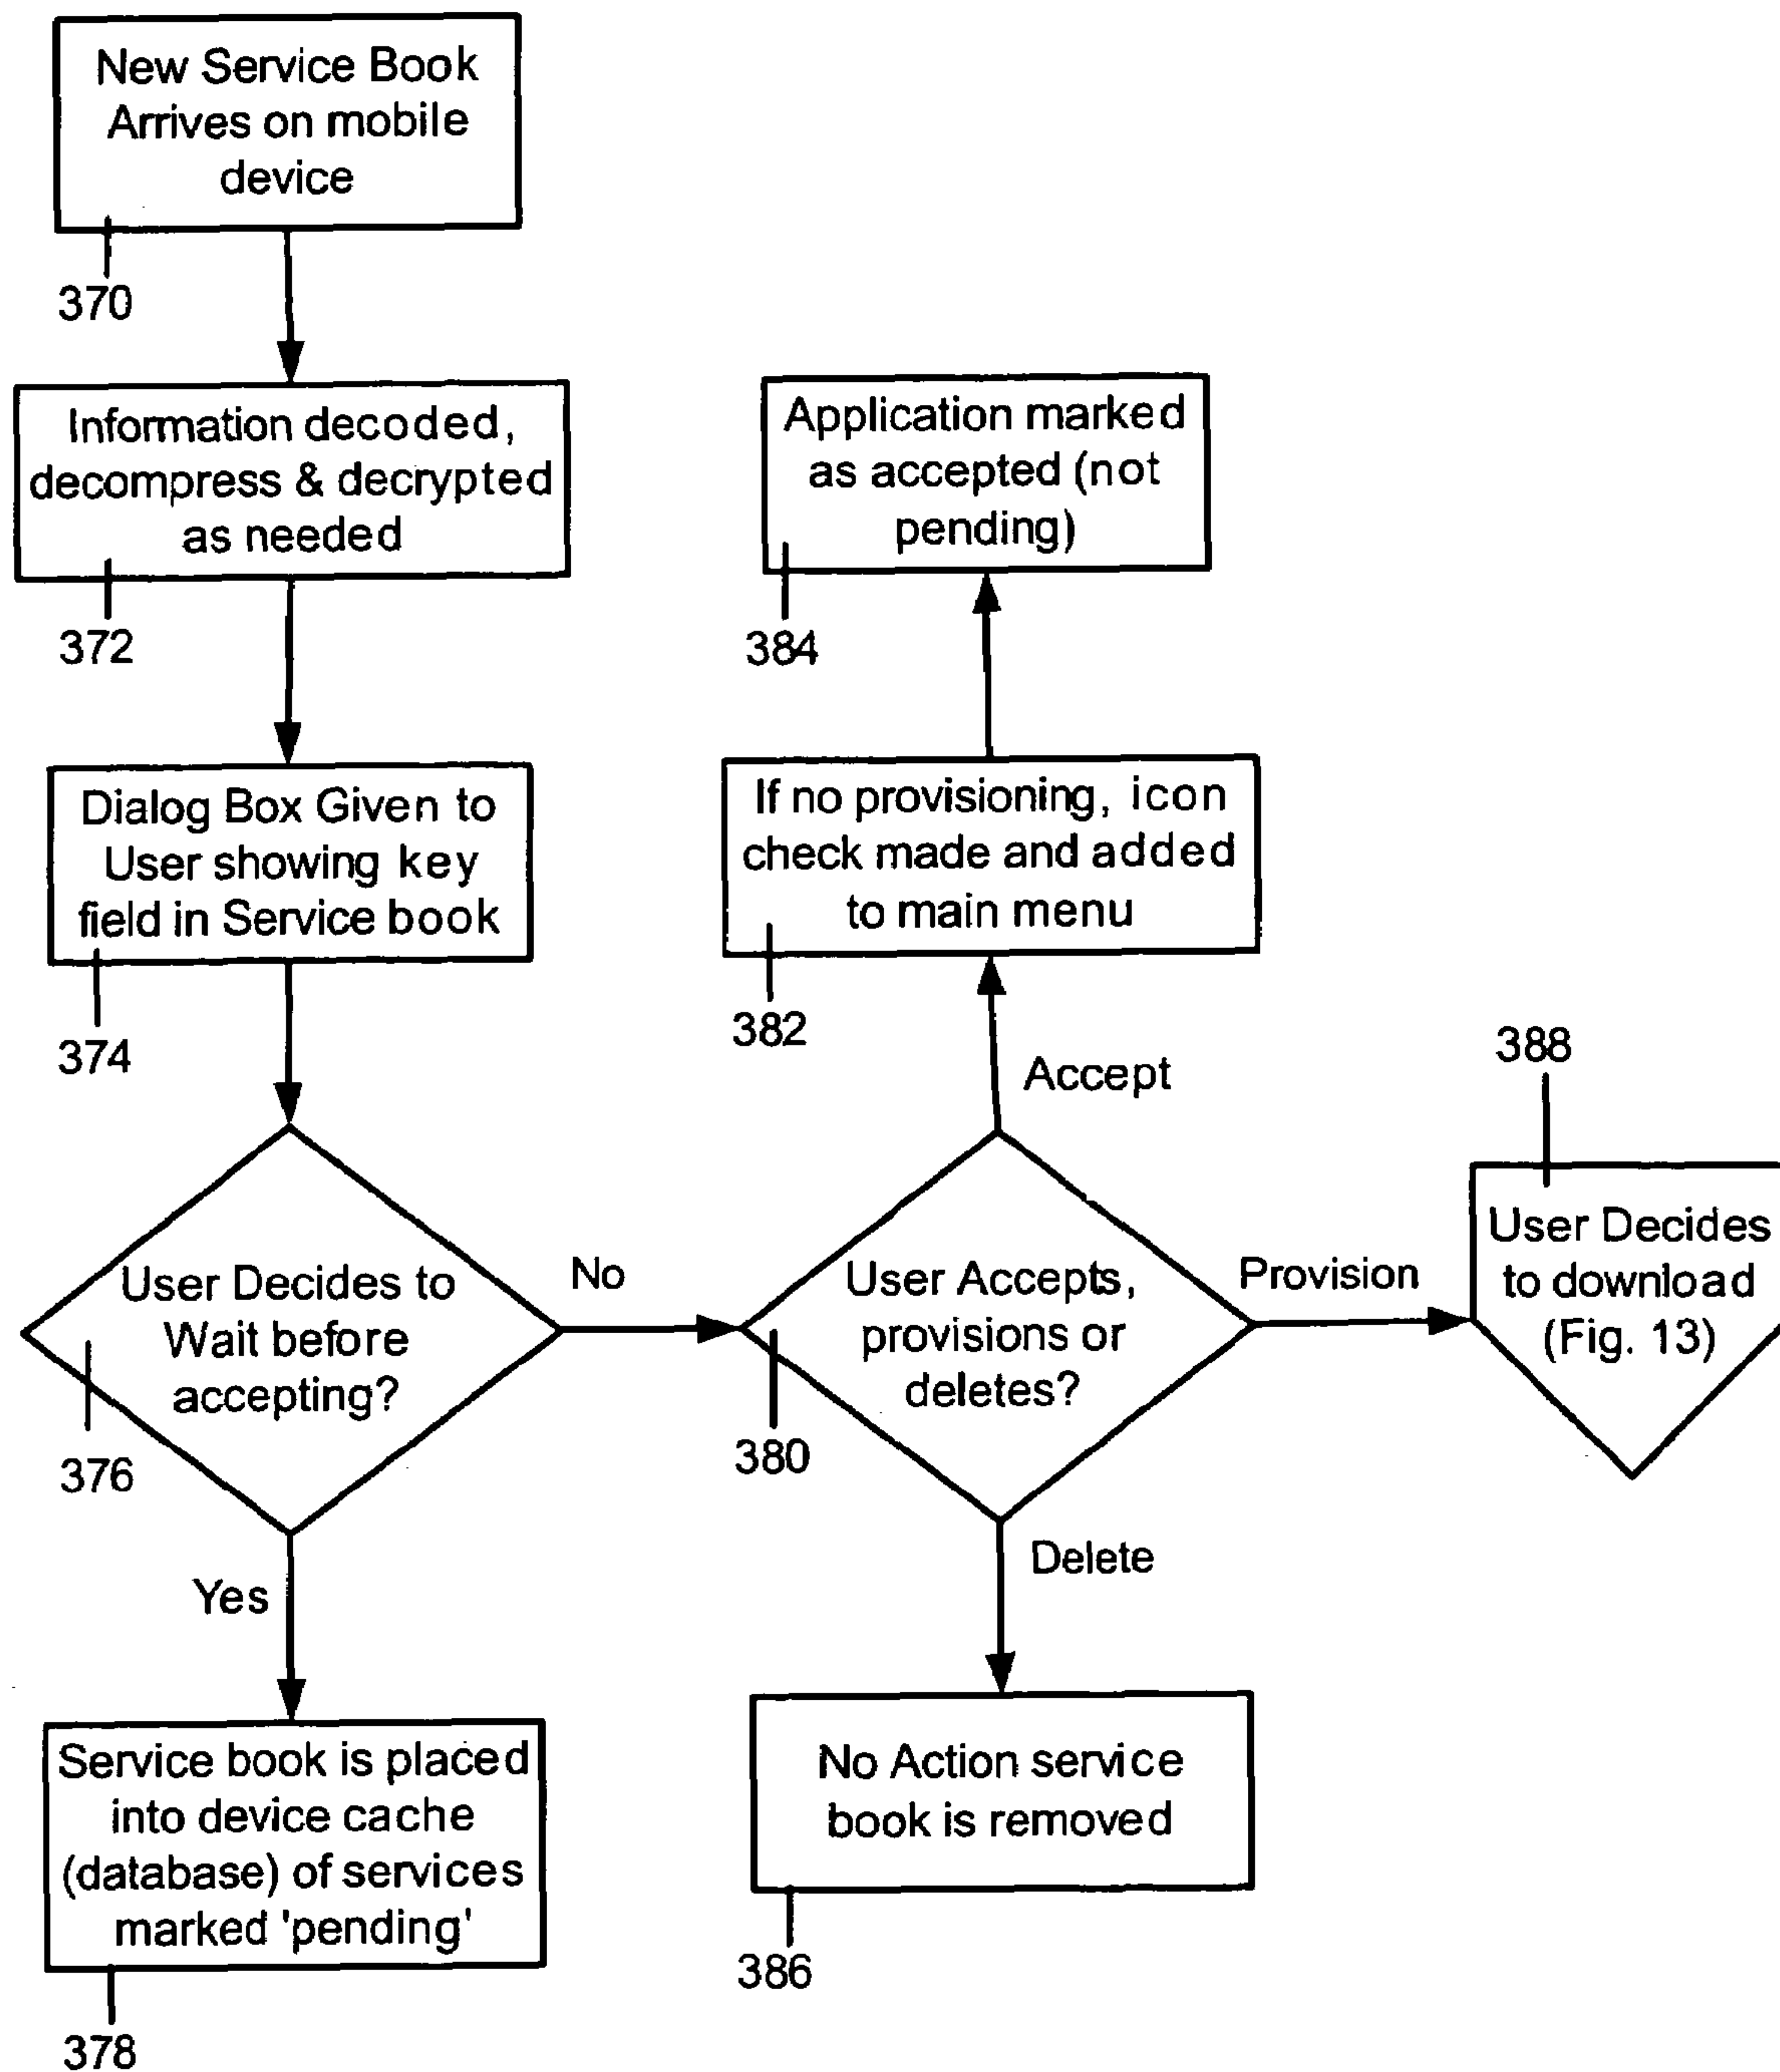 New Service Book
Arrives on mobile
device
370
Information decoded,
decompress & decrypted
as needed
372
Dialog Box Given to
User showing key
field in Service book
374
User Decides to
Wait before
accepting?
376
Yes
No
Service book is placed
into device cache
(database) of services
marked 'pending'
378
Application marked
as accepted (not
pending)
384
If no provisioning, icon
check made and added
to main menu
382
Accept
User Accepts,
provisions or
deletes?
380
Provision
Delete
No Action service
book is removed
386
388
User Decides
to download
(Fig. 13)